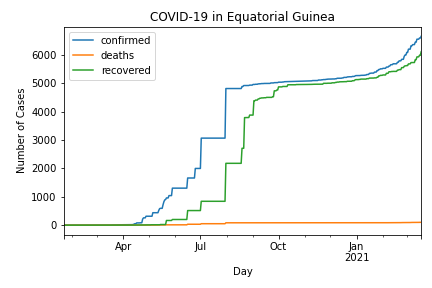 COVID-19 in Equatorial Guinea
confirmed
deaths
recovered
Number of Cases
6000
5000
4000
3000
2000
1000
0
Apr
Jul
Oct
Jan
2021
Day